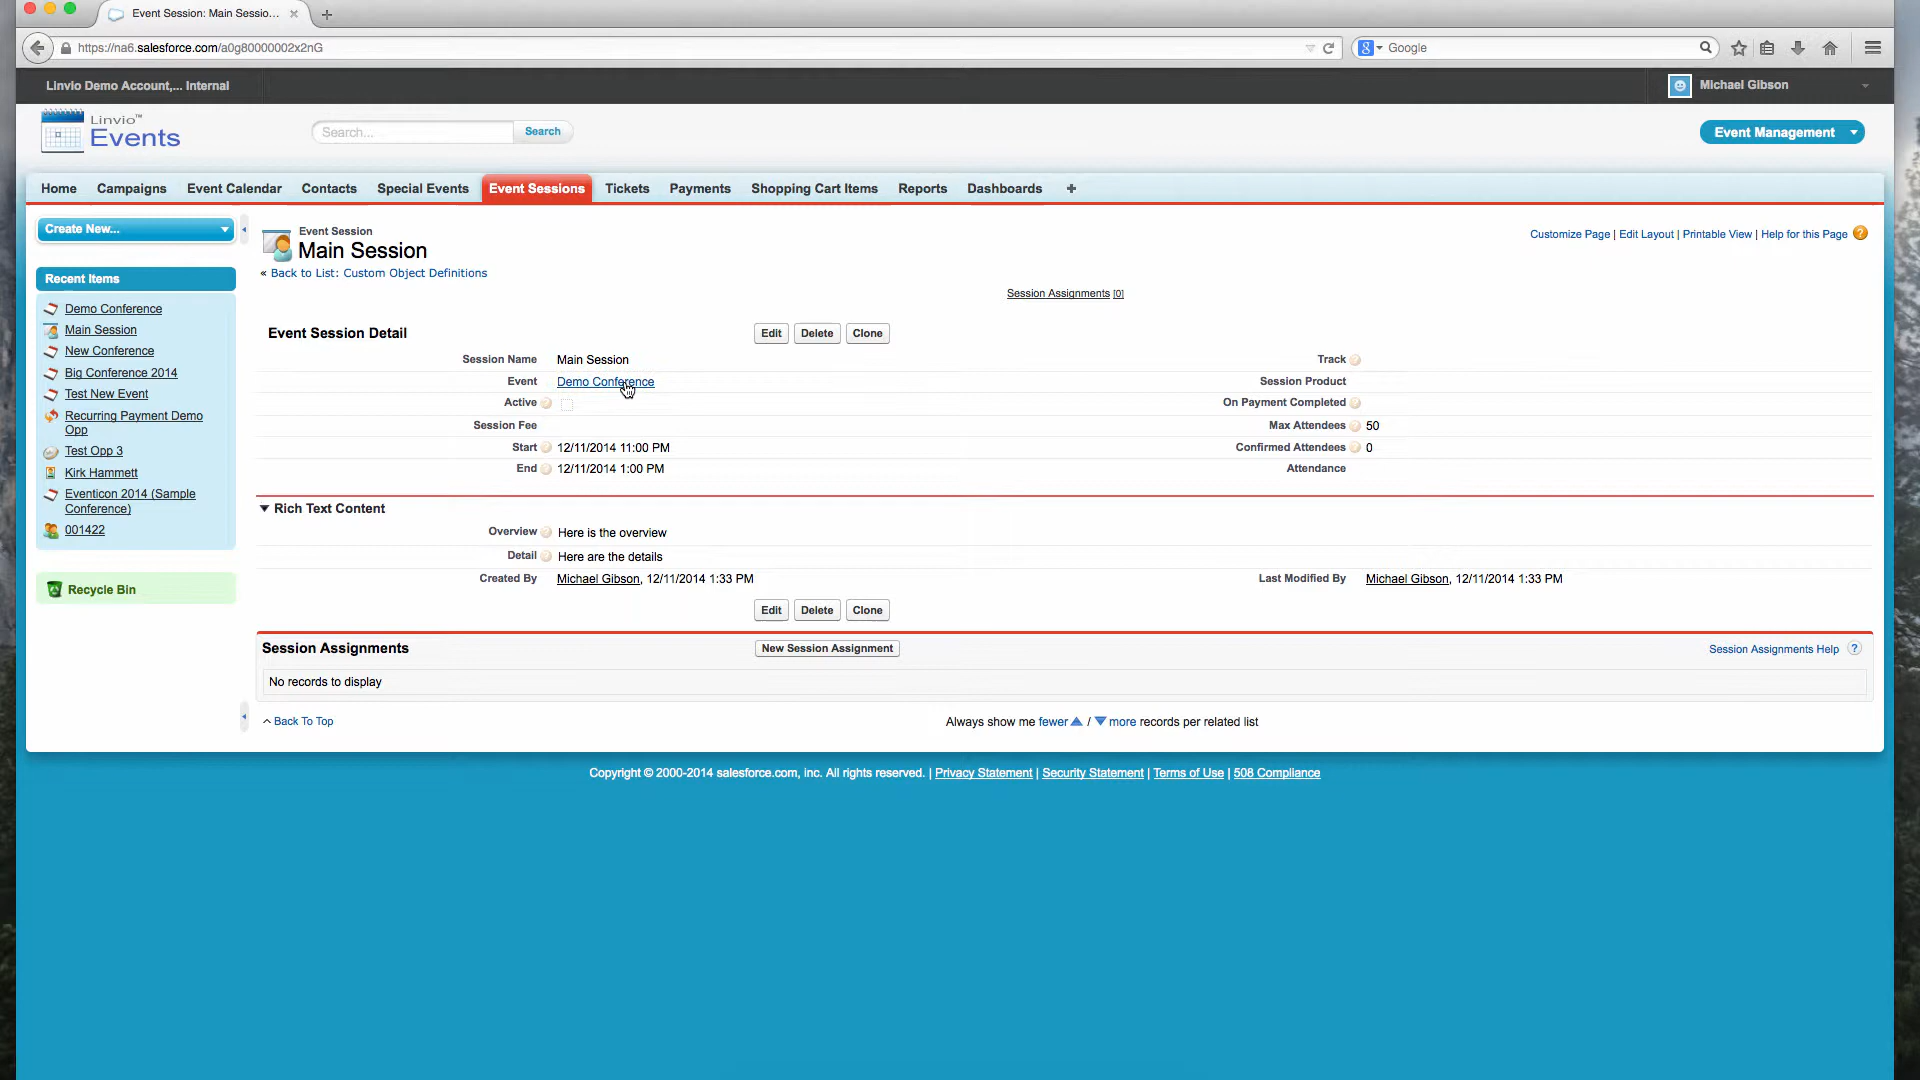 Event Session: Main Sessio...
https://na6.salesforce.com/a0g80000002x2nG
Google
Linvio Demo Account,... Internal
Michael Gibson
Linvio™
Events
Search...
Search
Event Management
Home
Campaigns
Event Calendar
Contacts
Special Events
Event Sessions
Tickets
Payments
Shopping Cart Items
Reports
Dashboards
Create New...
Recent Items
Demo Conference
Main Session
New Conference
Big Conference 2014
Test New Event
Recurring Payment Demo
Opp
Test Opp 3
Kirk Hammett
Eventicon 2014 (Sample
Conference)
001422
Recycle Bin
Event Session
Main Session
« Back to List: Custom Object Definitions
Customize Page | Edit Layout | Printable View | Help for this Page
Session Assignments [0]
Event Session Detail
Edit
Delete
Clone
Session Name Main Session
Track
Event Demo Conference
Session Product
Active
On Payment Completed
Session Fee
Max Attendees 50
Start 12/11/2014 11:00 PM
Confirmed Attendees 0
End 12/11/2014 1:00 PM
Attendance
Rich Text Content
Overview Here is the overview
Detail Here are the details
Created By Michael Gibson, 12/11/2014 1:33 PM
Last Modified By Michael Gibson, 12/11/2014 1:33 PM
Edit
Delete
Clone
Session Assignments
New Session Assignment
Session Assignments Help ?
No records to display
Back To Top
Always show me fewer / more records per related list
Copyright © 2000-2014 salesforce.com, inc. All rights reserved. | Privacy Statement | Security Statement | Terms of Use | 508 Compliance